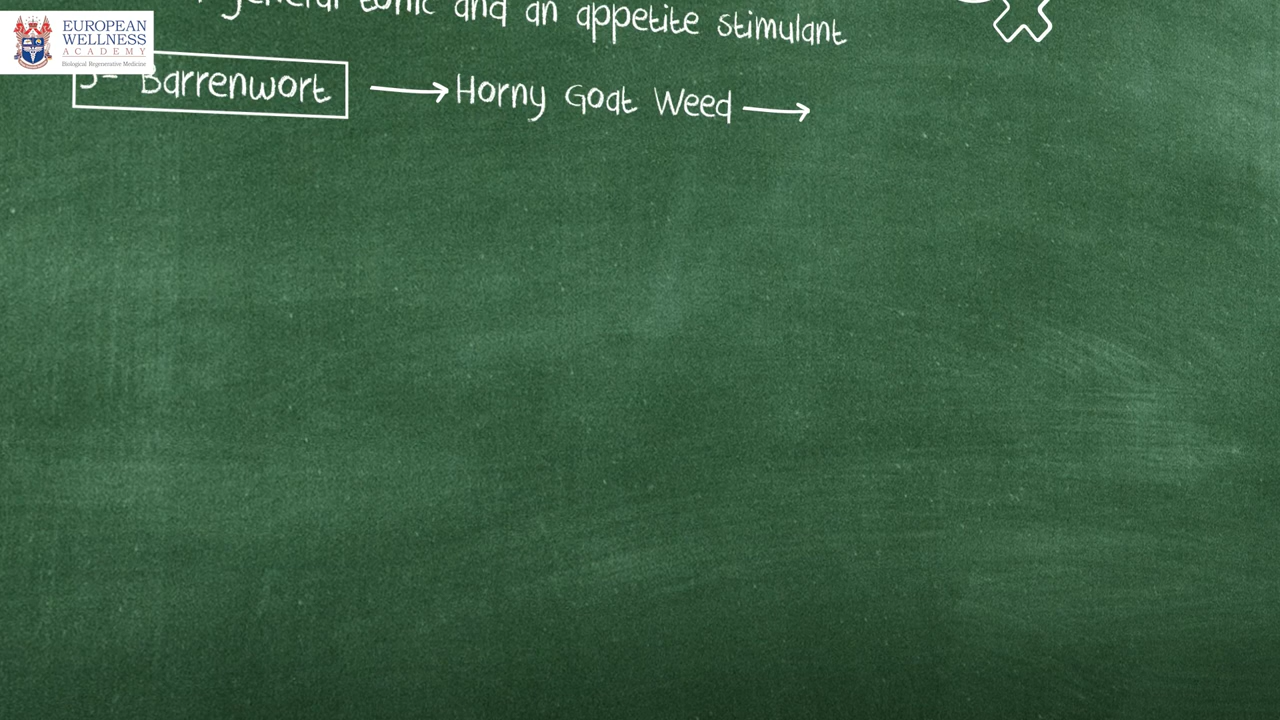 EUROPEAN
WELLNESS
ACADEMY
Biological Regenerative Medicine
general tonic and an appetite stimulant
Barrenwort → Horny Goat Weed →